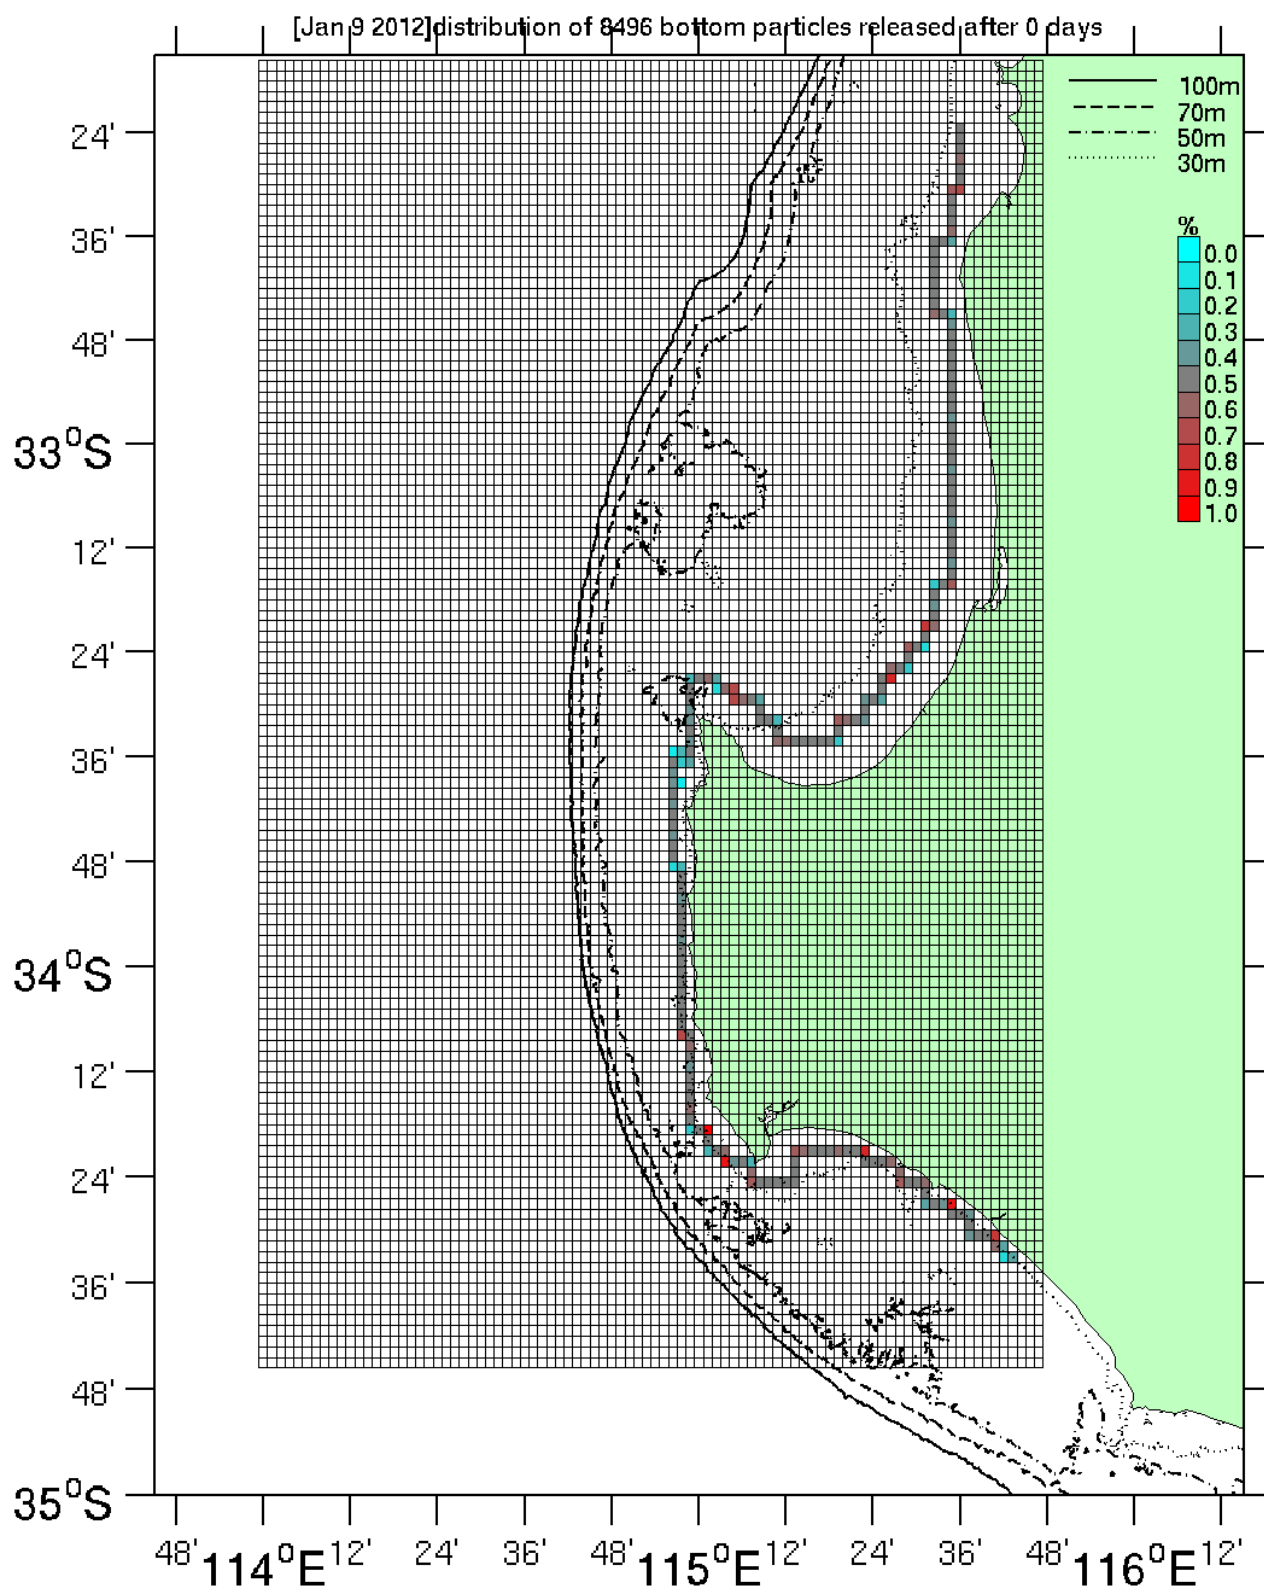 [Jan 9 2012]distribution of 8496 bottom particles released after 0 days
100m
70m
50m
30m
%
0.0
0.1
0.2
0.3
0.4
0.5
0.6
0.7
0.8
0.9
1.0
24'
36'
48'
33°S
12'
24'
36'
48'
34°S
12'
24'
36'
48'
35°S
48' 114°E 12' 24' 36' 48' 115°E 12' 24' 36' 48' 116°E 12'